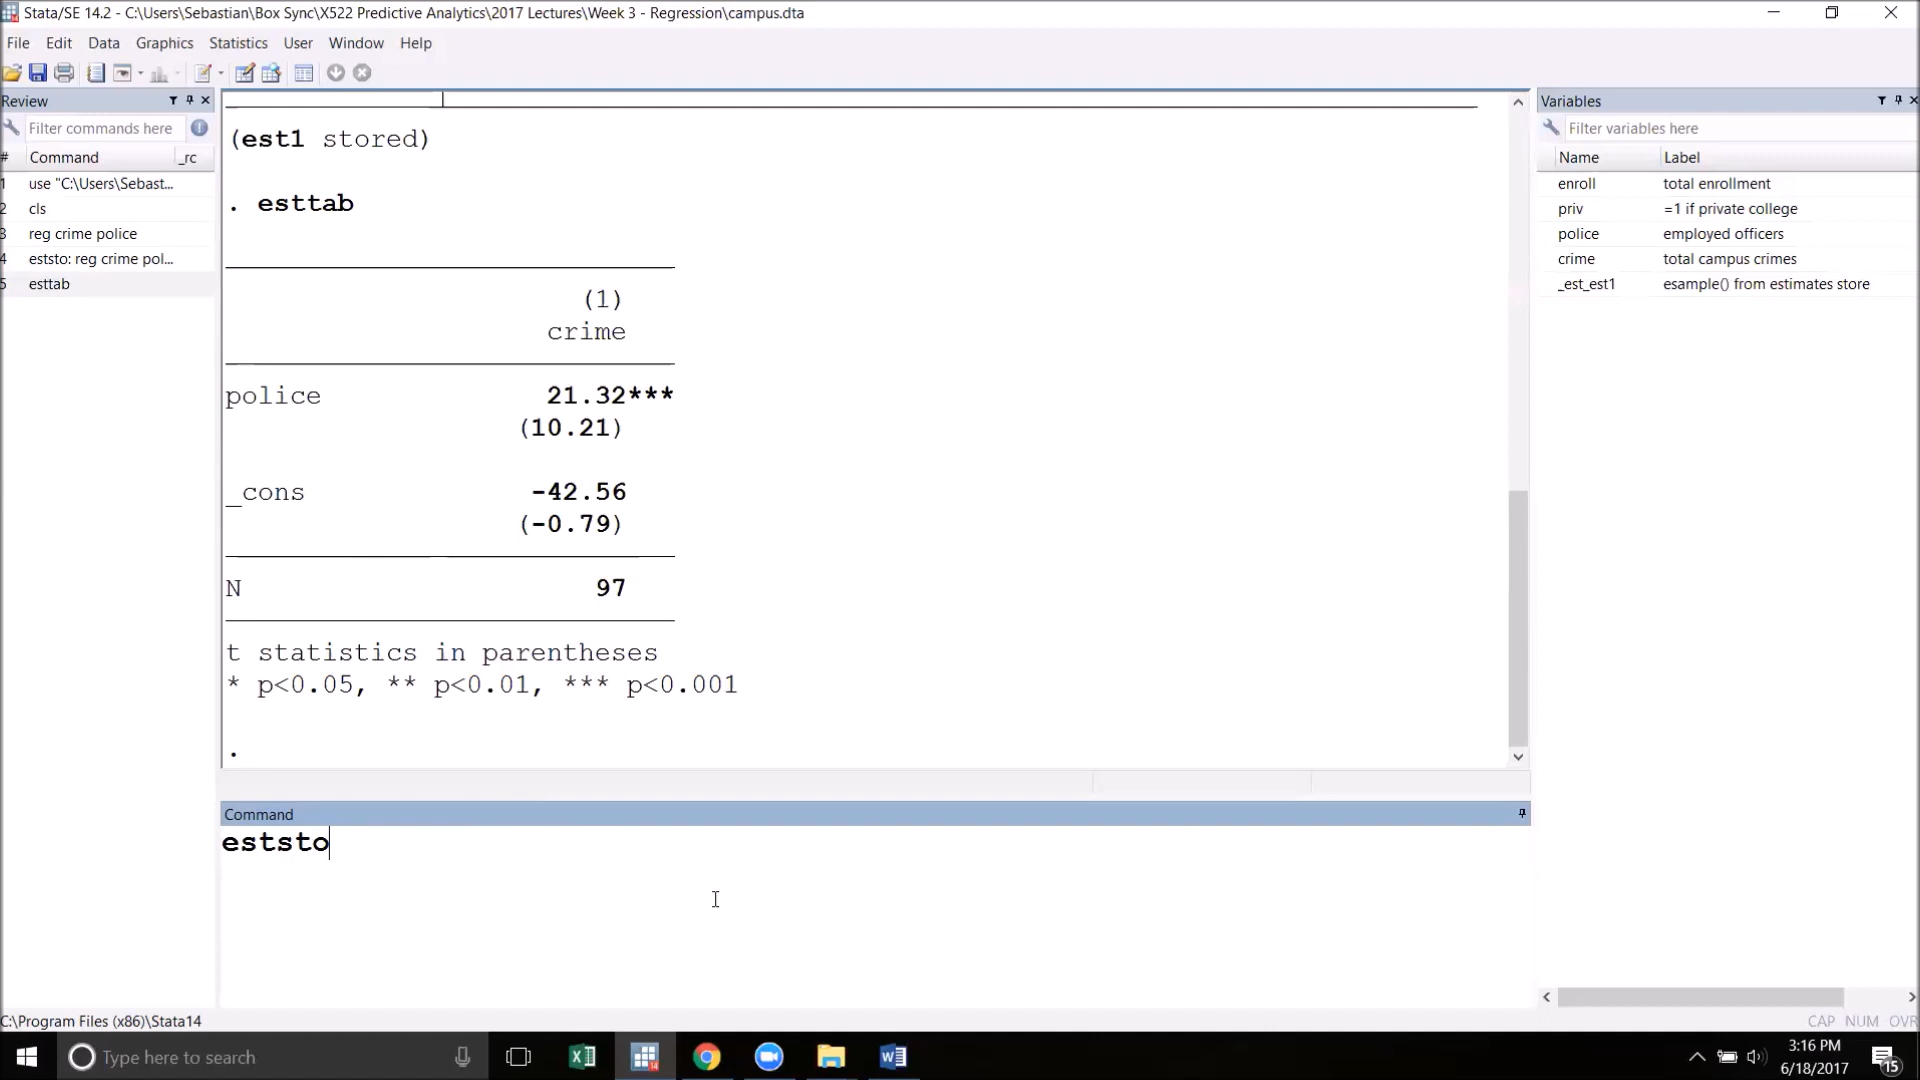 Stata/SE 14.2 - C:\Users\Sebastian\Box Sync\X522 Predictive Analytics\2017 Lectures\Week 3 - Regression\campus.dta
File Edit Data Graphics Statistics User Window Help
Review
Filter commands here
# Command _rc
1 use "C:\Users\Sebast...
2 cls
3 reg crime police
4 eststo: reg crime pol...
5 esttab
(est1 stored)
. esttab
(1)
crime
police 21.32***
(10.21)
_cons -42.56
(-0.79)
N 97
t statistics in parentheses
* p<0.05, ** p<0.01, *** p<0.001
.
Command
eststo
Variables
Filter variables here
Name Label
enroll total enrollment
priv =1 if private college
police employed officers
crime total campus crimes
_est_est1 esample() from estimates store
C:\Program Files (x86)\Stata14
CAP NUM OVR
Type here to search
3:16 PM
6/18/2017
15